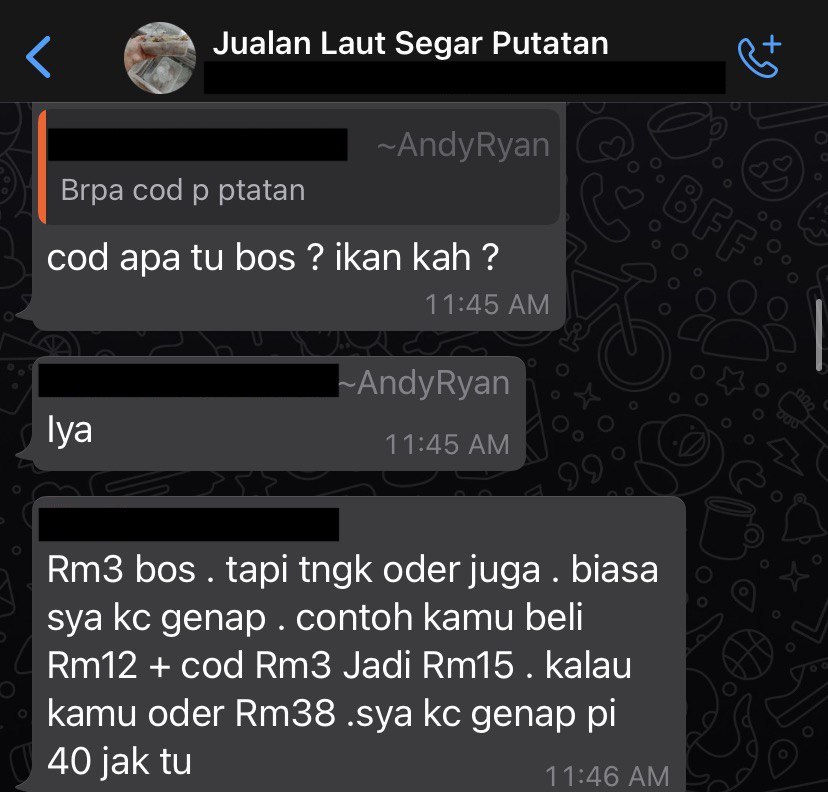 Jualan Laut Segar Putatan
~AndyRyan
Brpa cod p ptatan
cod apa tu bos ? ikan kah ?
11:45 AM
~AndyRyan
Iya
11:45 AM
Rm3 bos . tapi tngk oder juga . biasa
sya kc genap . contoh kamu beli
Rm12 + cod Rm3 Jadi Rm15 . kalau
kamu oder Rm38 .sya kc genap pi
40 jak tu
11:46 AM
BFF